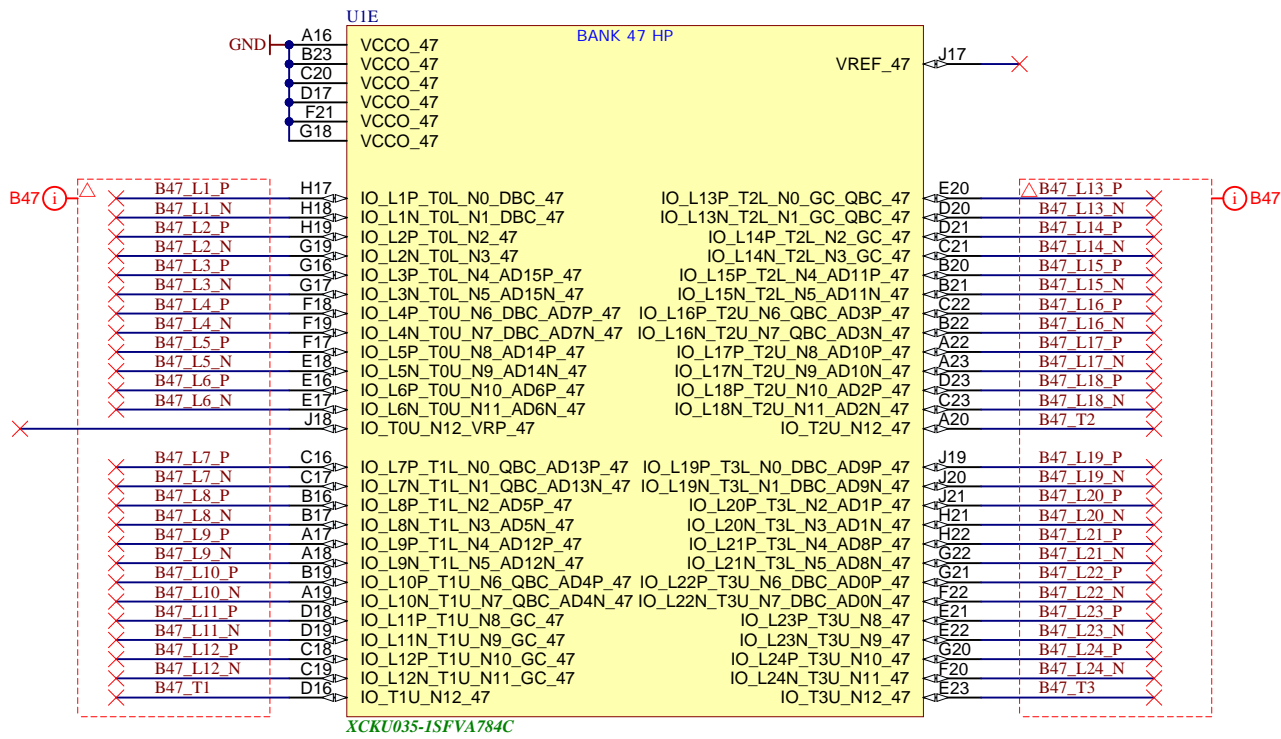 U1E
BANK 47 HP
GND A16 VCCO_47
B23 VCCO_47 VREF_47 J17
C20 VCCO_47
D17 VCCO_47
F21 VCCO_47
G18 VCCO_47
B47 i B47_L1_P H17 IO_L1P_T0L_N0_DBC_47 IO_L13P_T2L_N0_GC_QBC_47 E20 B47_L13_P i B47
B47_L1_N H18 IO_L1N_T0L_N1_DBC_47 IO_L13N_T2L_N1_GC_QBC_47 D20 B47_L13_N
B47_L2_P H19 IO_L2P_T0L_N2_47 IO_L14P_T2L_N2_GC_47 D21 B47_L14_P
B47_L2_N G19 IO_L2N_T0L_N3_47 IO_L14N_T2L_N3_GC_47 C21 B47_L14_N
B47_L3_P G16 IO_L3P_T0L_N4_AD15P_47 IO_L15P_T2L_N4_AD11P_47 B20 B47_L15_P
B47_L3_N G17 IO_L3N_T0L_N5_AD15N_47 IO_L15N_T2L_N5_AD11N_47 B21 B47_L15_N
B47_L4_P F18 IO_L4P_T0U_N6_DBC_AD7P_47 IO_L16P_T2U_N6_QBC_AD3P_47 C22 B47_L16_P
B47_L4_N F19 IO_L4N_T0U_N7_DBC_AD7N_47 IO_L16N_T2U_N7_QBC_AD3N_47 B22 B47_L16_N
B47_L5_P F17 IO_L5P_T0U_N8_AD14P_47 IO_L17P_T2U_N8_AD10P_47 A22 B47_L17_P
B47_L5_N E18 IO_L5N_T0U_N9_AD14N_47 IO_L17N_T2U_N9_AD10N_47 A23 B47_L17_N
B47_L6_P E16 IO_L6P_T0U_N10_AD6P_47 IO_L18P_T2U_N10_AD2P_47 D23 B47_L18_P
B47_L6_N E17 IO_L6N_T0U_N11_AD6N_47 IO_L18N_T2U_N11_AD2N_47 C23 B47_L18_N
J18 IO_T0U_N12_VRP_47 IO_T2U_N12_47 A20 B47_T2
B47_L7_P C16 IO_L7P_T1L_N0_QBC_AD13P_47 IO_L19P_T3L_N0_DBC_AD9P_47 J19 B47_L19_P
B47_L7_N C17 IO_L7N_T1L_N1_QBC_AD13N_47 IO_L19N_T3L_N1_DBC_AD9N_47 J20 B47_L19_N
B47_L8_P B16 IO_L8P_T1L_N2_AD5P_47 IO_L20P_T3L_N2_AD1P_47 J21 B47_L20_P
B47_L8_N B17 IO_L8N_T1L_N3_AD5N_47 IO_L20N_T3L_N3_AD1N_47 H21 B47_L20_N
B47_L9_P A17 IO_L9P_T1L_N4_AD12P_47 IO_L21P_T3L_N4_AD8P_47 H22 B47_L21_P
B47_L9_N A18 IO_L9N_T1L_N5_AD12N_47 IO_L21N_T3L_N5_AD8N_47 G22 B47_L21_N
B47_L10_P B19 IO_L10P_T1U_N6_QBC_AD4P_47 IO_L22P_T3U_N6_DBC_AD0P_47 G21 B47_L22_P
B47_L10_N A19 IO_L10N_T1U_N7_QBC_AD4N_47 IO_L22N_T3U_N7_DBC_AD0N_47 F22 B47_L22_N
B47_L11_P D18 IO_L11P_T1U_N8_GC_47 IO_L23P_T3U_N8_47 E21 B47_L23_P
B47_L11_N D19 IO_L11N_T1U_N9_GC_47 IO_L23N_T3U_N9_47 E22 B47_L23_N
B47_L12_P C18 IO_L12P_T1U_N10_GC_47 IO_L24P_T3U_N10_47 G20 B47_L24_P
B47_L12_N C19 IO_L12N_T1U_N11_GC_47 IO_L24N_T3U_N11_47 F20 B47_L24_N
B47_T1 D16 IO_T1U_N12_47 IO_T3U_N12_47 E23 B47_T3
XCKU035-1SFVA784C